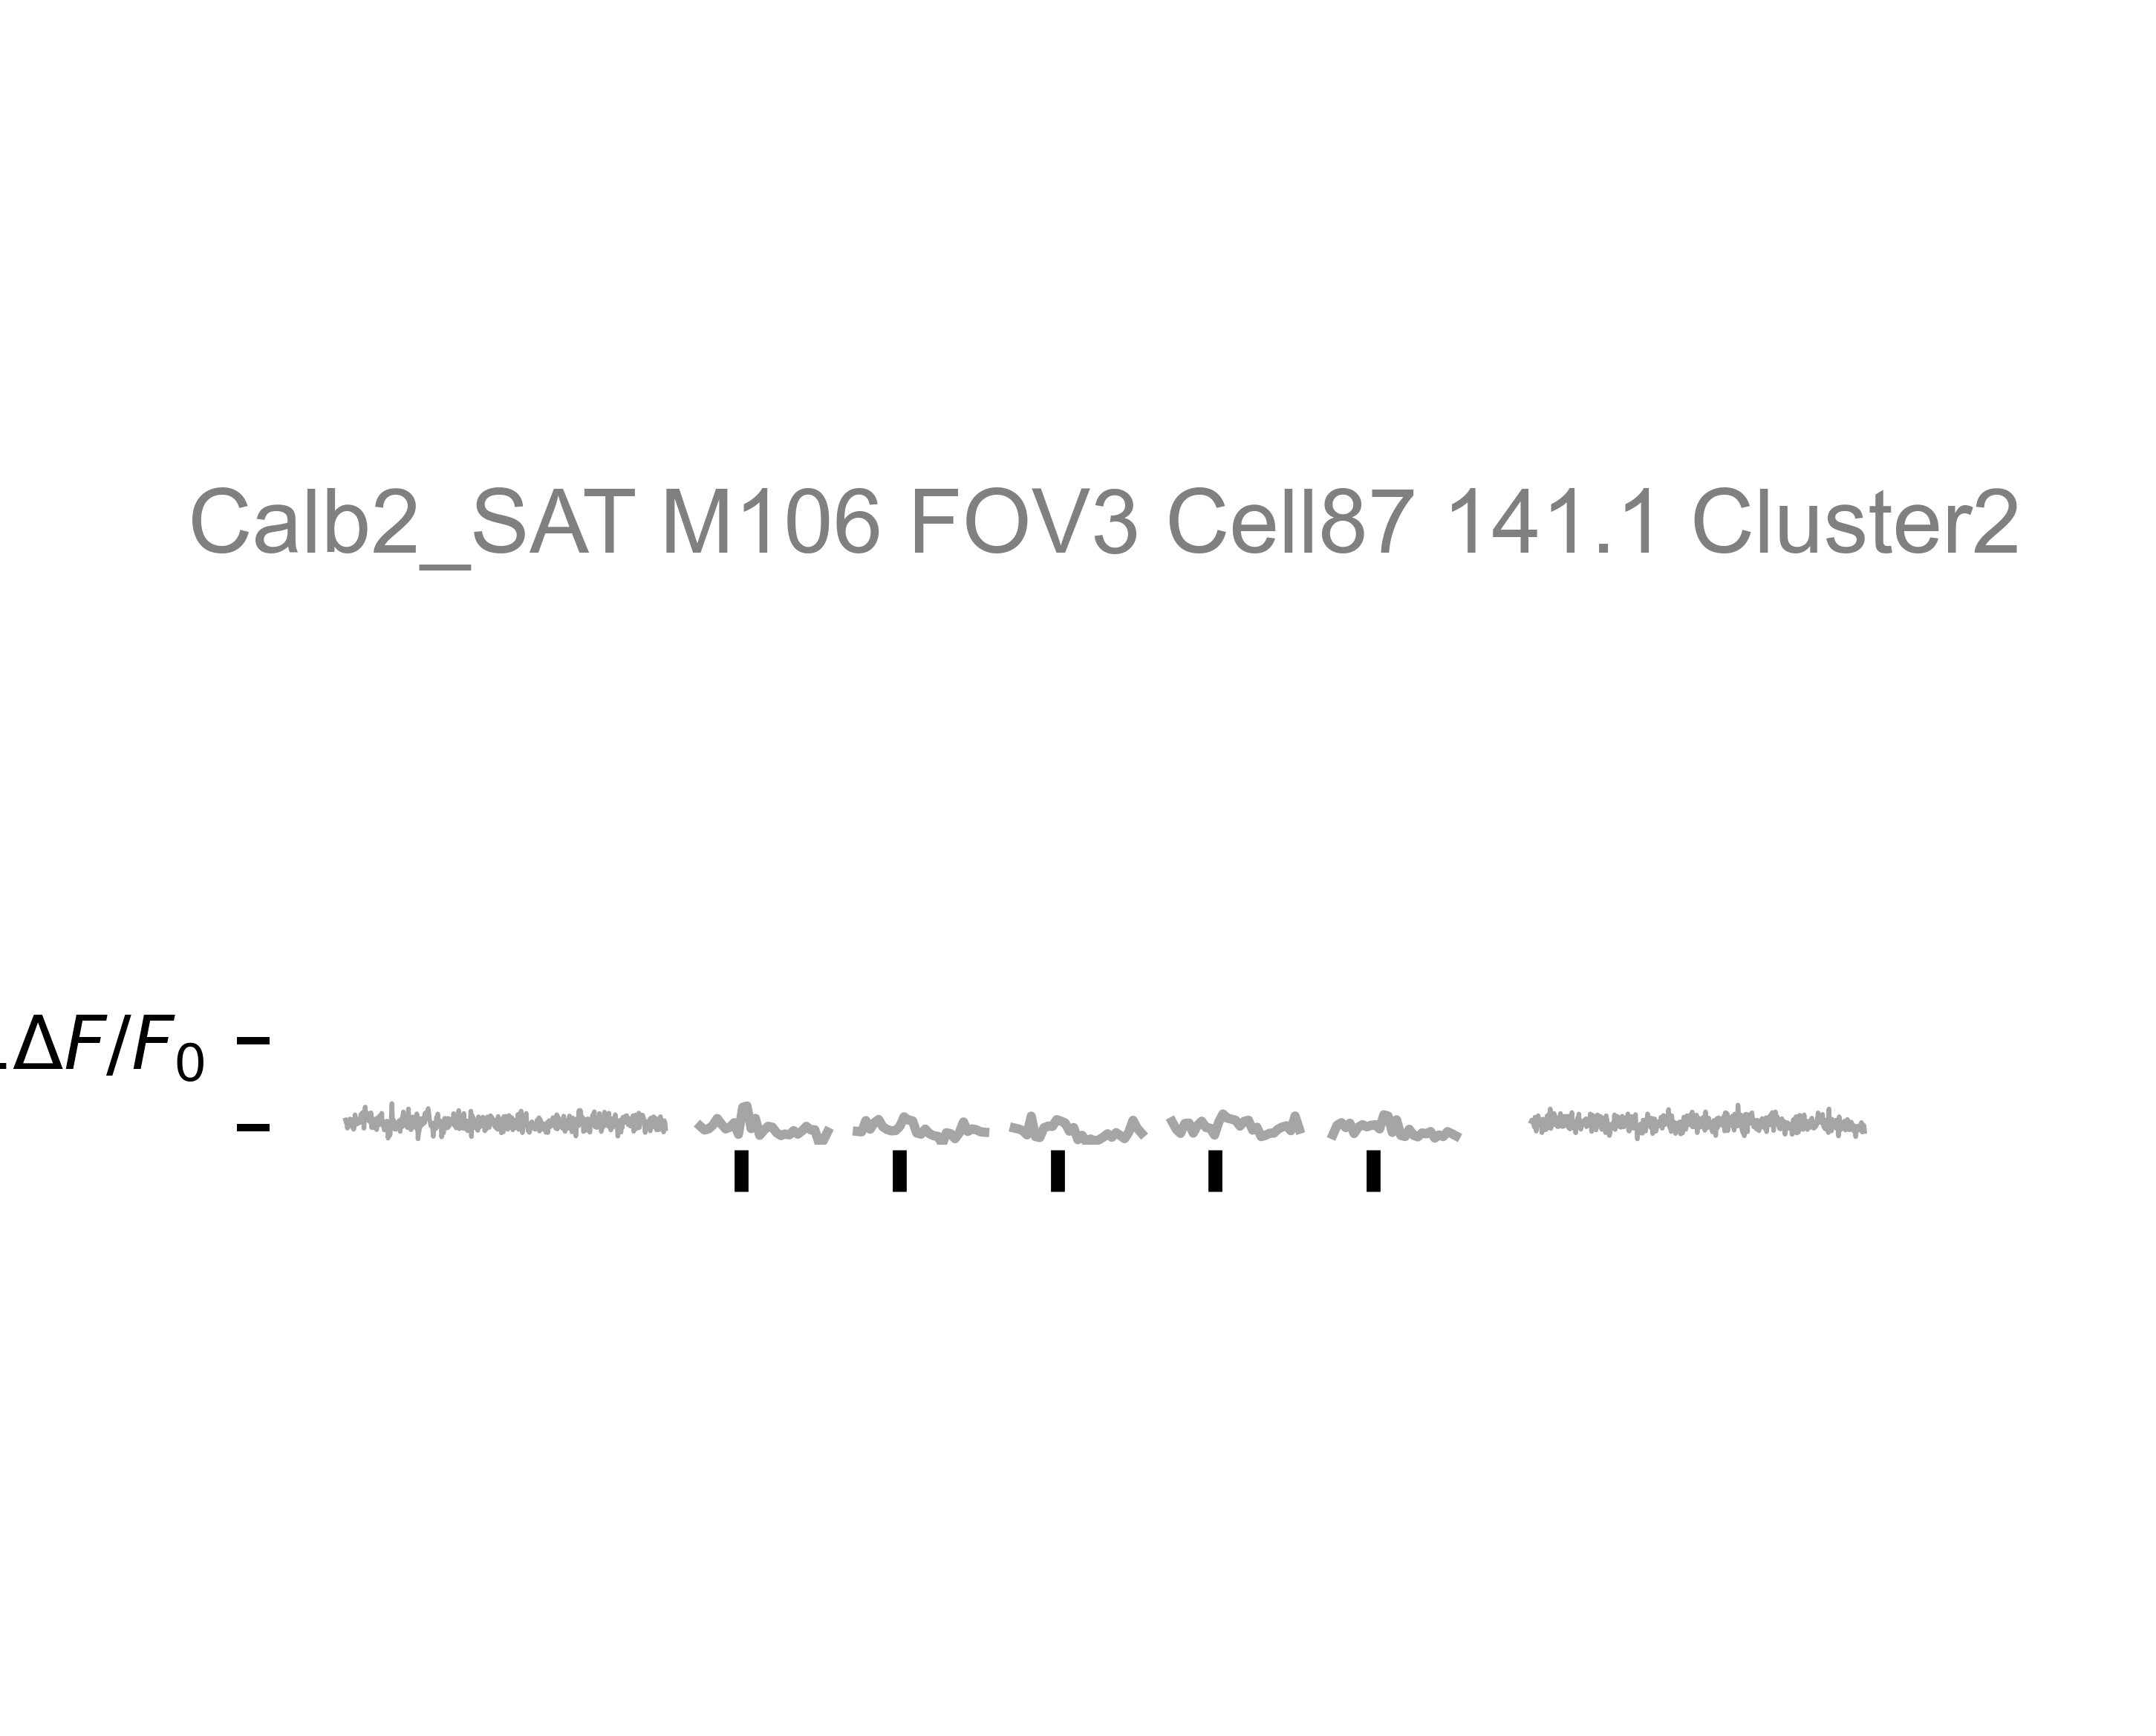 Calb2_SAT M106 FOV3 Cell87 141.1 Cluster2
.ΔF/F₀